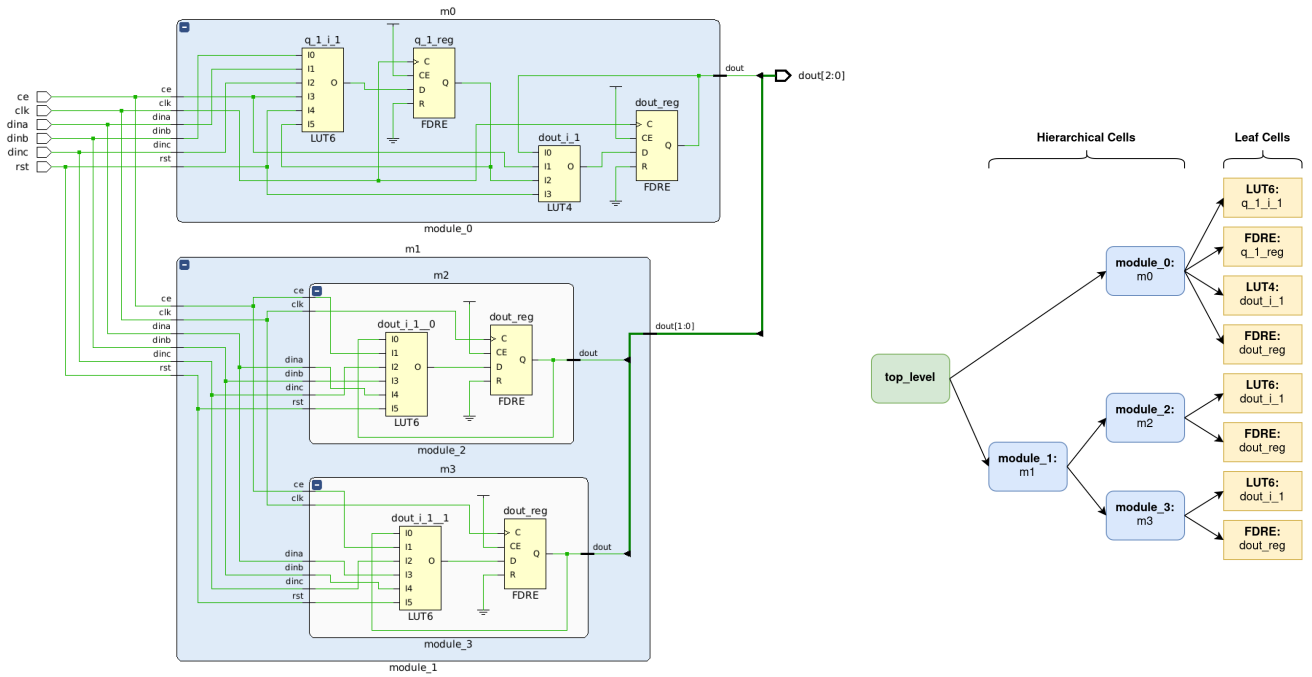 m0
q_1_i_1
I0
I1
I2
I3
I4
I5
O
LUT6
q_1_reg
C
CE
D
R
Q
FDRE
dout_i_1
I0
I1
I2
I3
O
LUT4
dout_reg
C
CE
D
R
Q
FDRE
dout
dout[2:0]
ce
clk
dina
dinb
dinc
rst
ce
clk
dina
dinb
dinc
rst
module_0
m1
ce
clk
dina
dinb
dinc
rst
m2
ce
clk
dina
dinb
dinc
rst
dout_i_1__0
I0
I1
I2
I3
I4
I5
O
LUT6
dout_reg
C
CE
D
R
Q
FDRE
dout
dout[1:0]
module_2
m3
ce
clk
dina
dinb
dinc
rst
dout_i_1__1
I0
I1
I2
I3
I4
I5
O
LUT6
dout_reg
C
CE
D
R
Q
FDRE
dout
module_3
module_1
Hierarchical Cells
Leaf Cells
top_level
module_0:
m0
module_1:
m1
module_2:
m2
module_3:
m3
LUT6:
q_1_i_1
FDRE:
q_1_reg
LUT4:
dout_i_1
FDRE:
dout_reg
LUT6:
dout_i_1
FDRE:
dout_reg
LUT6:
dout_i_1
FDRE:
dout_reg